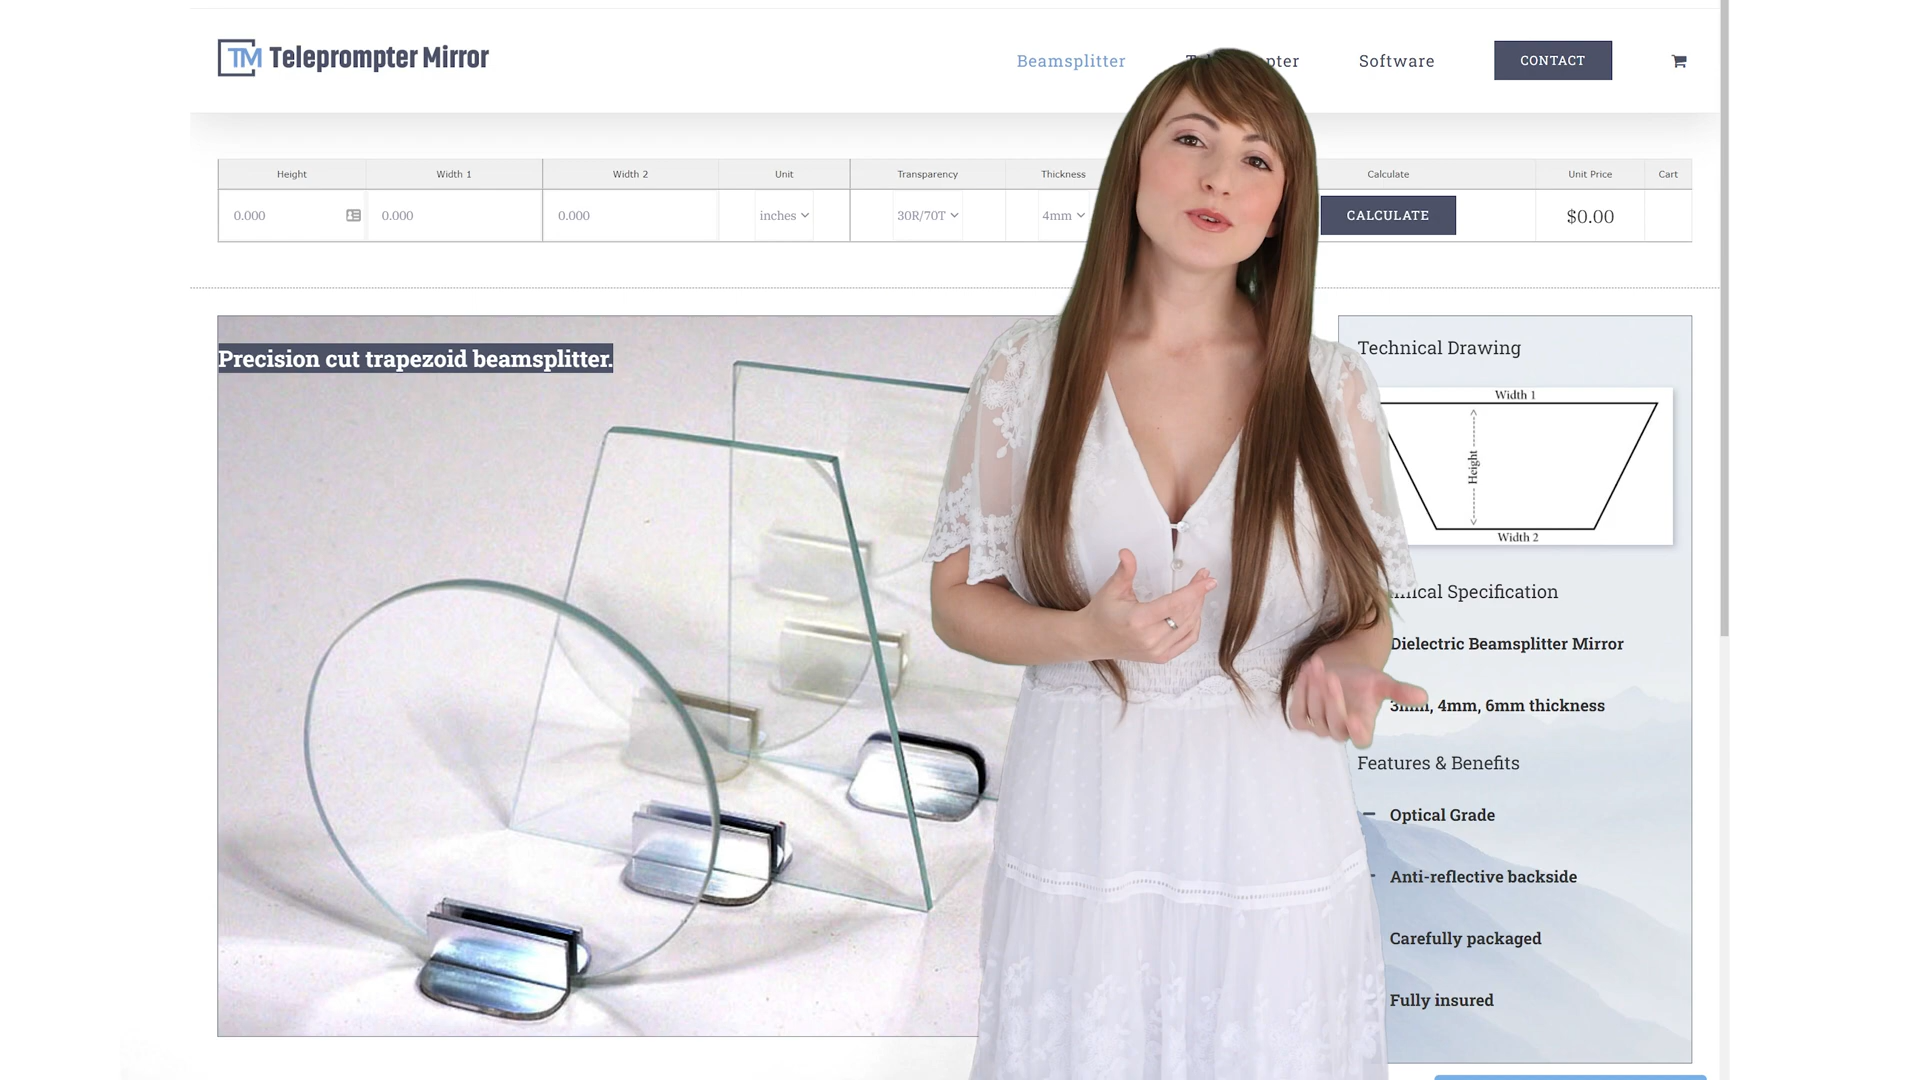 TM Teleprompter Mirror
Beamsplitter
Software
CONTACT
Height
Width 1
Width 2
Unit
Transparency
Thickness
Calculate
Unit Price
Cart
0.000
0.000
0.000
inches
30R/70T
4mm
CALCULATE
$0.00
Precision cut trapezoid beamsplitter.
Technical Drawing
Width 1
Height
Width 2
Specification
Dielectric Beamsplitter Mirror
3mm, 4mm, 6mm thickness
Features & Benefits
Optical Grade
Anti-reflective backside
Carefully packaged
Fully insured